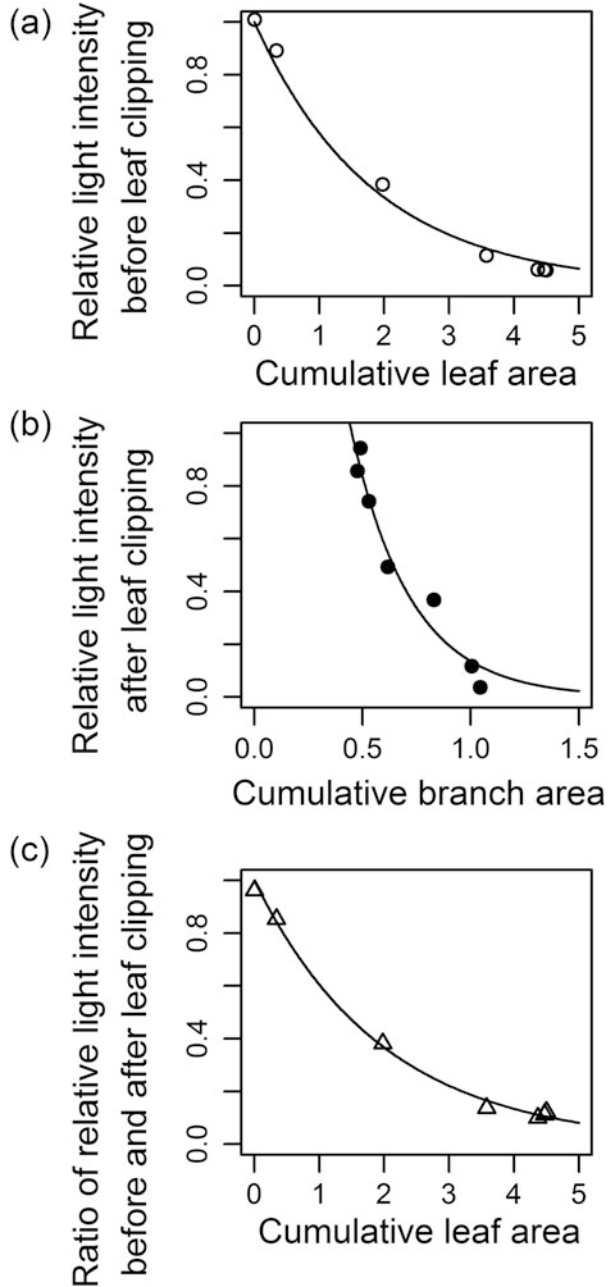 (a)
Relative light intensity
before leaf clipping
0.8
0.4
0.0
0 1 2 3 4 5
Cumulative leaf area
(b)
Relative light intensity
after leaf clipping
0.8
0.4
0.0
0.0 0.5 1.0 1.5
Cumulative branch area
(c)
Ratio of relative light intensity
before and after leaf clipping
0.8
0.4
0.0
0 1 2 3 4 5
Cumulative leaf area